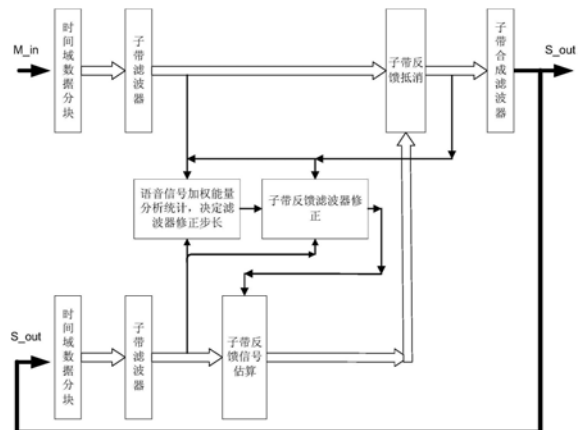 M_in
时间域数据分块
子带滤波器
子带反
馈抵消
子带合成滤波器
S_out
语音信号加权能量
分析统计，决定滤
波器修正步长
子带反馈滤波器修
正
S_out
时间域数据分块
子带滤波器
子带反
馈信号
估算